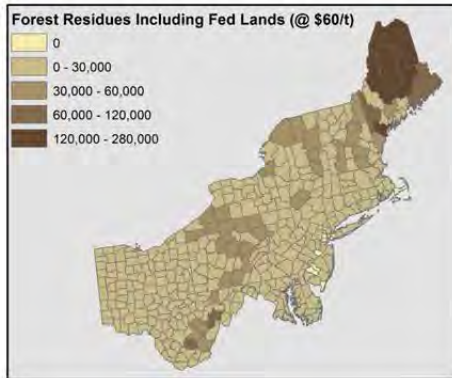 Forest Residues Including Fed Lands (@ $60/t)
0
0 - 30,000
30,000 - 60,000
60,000 - 120,000
120,000 - 280,000